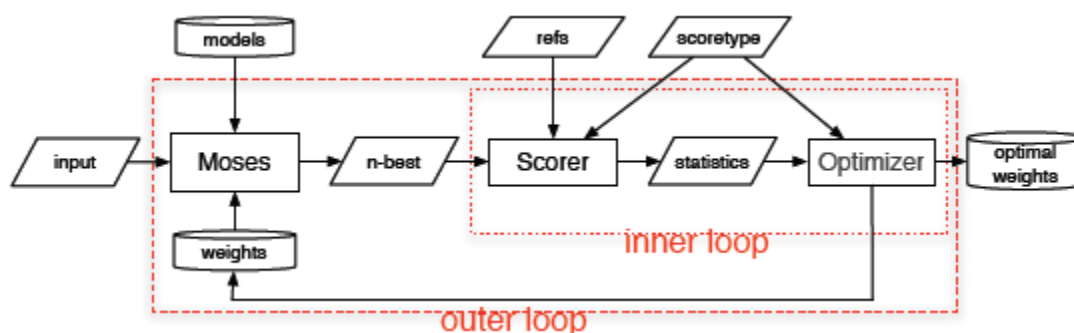 models
refs
scoretype
input
Moses
n-best
Scorer
statistics
Optimizer
optimal
weights
weights
inner loop
outer loop